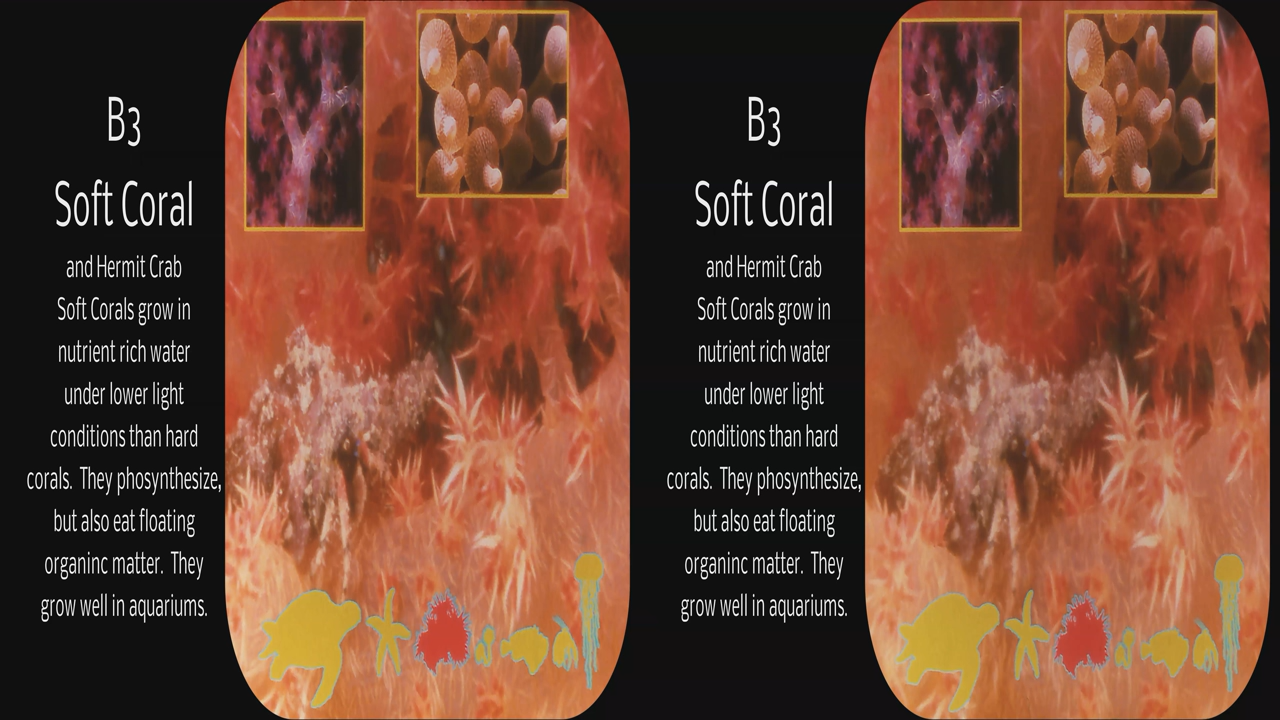 B3
Soft Coral
and Hermit Crab
Soft Corals grow in
nutrient rich water
under lower light
conditions than hard
corals. They phosynthesize,
but also eat floating
organinc matter. They
grow well in aquariums.
B3
Soft Coral
and Hermit Crab
Soft Corals grow in
nutrient rich water
under lower light
conditions than hard
corals. They phosynthesize,
but also eat floating
organinc matter. They
grow well in aquariums.